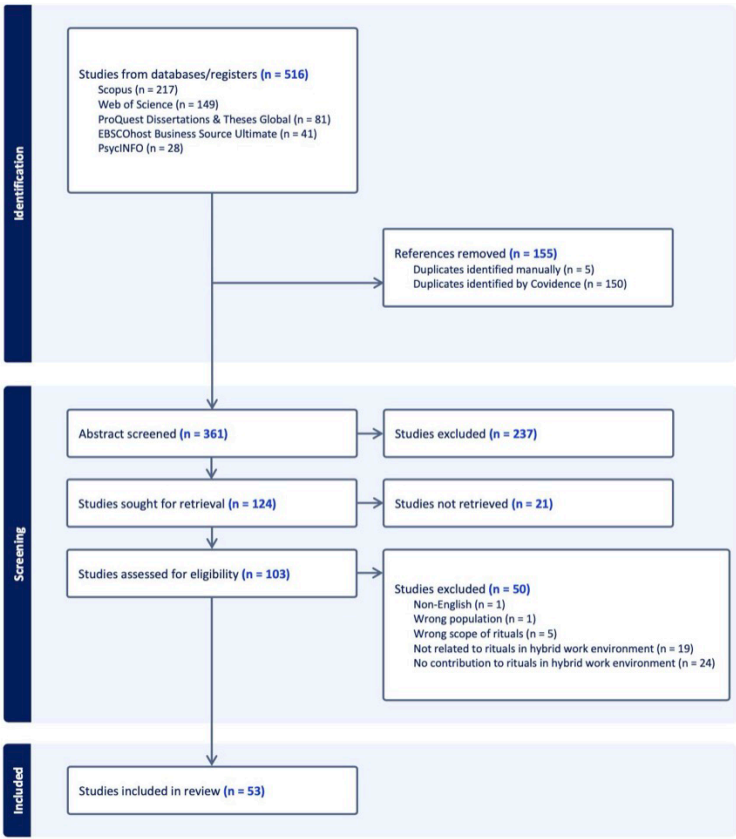 Identification
Studies from databases/registers (n = 516)
Scopus (n = 217)
Web of Science (n = 149)
ProQuest Dissertations & Theses Global (n = 81)
EBSCOhost Business Source Ultimate (n = 41)
PsycINFO (n = 28)
References removed (n = 155)
Duplicates identified manually (n = 5)
Duplicates identified by Covidence (n = 150)
Screening
Abstract screened (n = 361)
Studies excluded (n = 237)
Studies sought for retrieval (n = 124)
Studies not retrieved (n = 21)
Studies assessed for eligibility (n = 103)
Studies excluded (n = 50)
Non-English (n = 1)
Wrong population (n = 1)
Wrong scope of rituals (n = 5)
Not related to rituals in hybrid work environment (n = 19)
No contribution to rituals in hybrid work environment (n = 24)
Included
Studies included in review (n = 53)